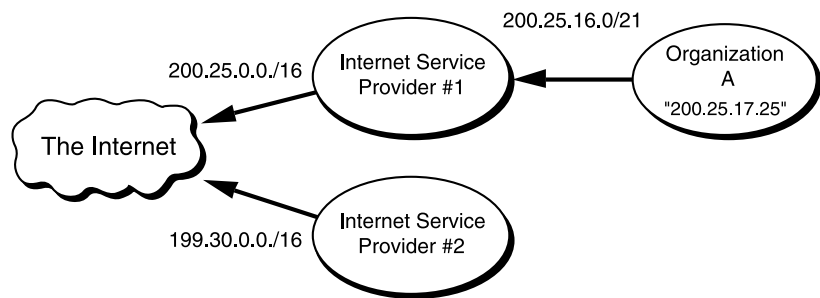 200.25.16.0/21
200.25.0.0./16
Internet Service
Provider #1
Organization
A
"200.25.17.25"
The Internet
199.30.0.0./16
Internet Service
Provider #2